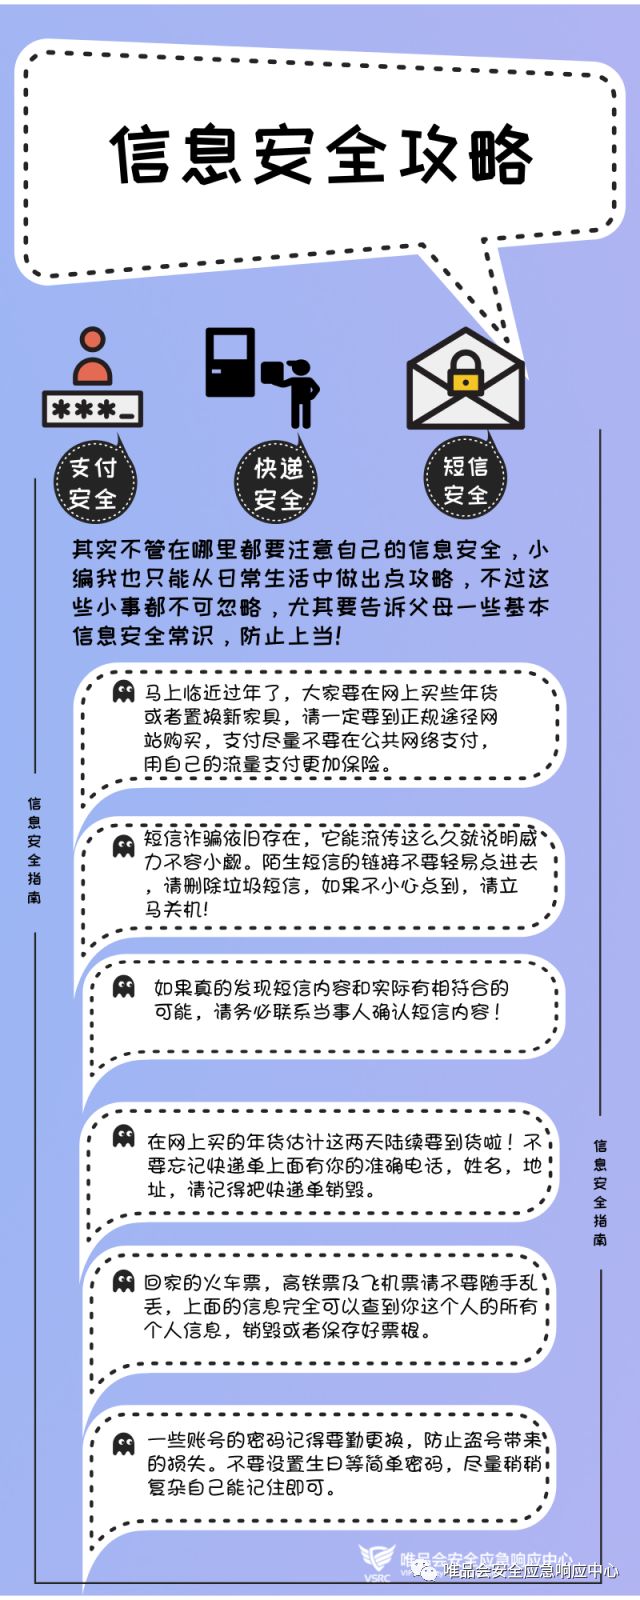 信息安全攻略
***_
支付
安全
快递
安全
短信
安全
其实不管在哪里都要注意自己的信息安全，小
编我也只能从日常生活中做出点攻略，不过这
些小事都不可忽略，尤其要告诉父母一些基本
信息安全常识，防止上当！
马上临近过年了，大家要在网上买些年货
或者置换新家具，请一定要到正规途径网
站购买，支付尽量不要在公共网络支付，
用自己的流量支付更加保险。
信息安全指南
短信诈骗依旧存在，它能流传这么久就说明威
力不容小觑。陌生短信的链接不要轻易点进去
，请删除垃圾短信，如果不小心点到，请立
马关机！
如果真的发现短信内容和实际有相符合的
可能，请务必联系当事人确认短信内容！
在网上买的年货估计这两天陆续要到货啦！不
要忘记快递单上面有你的准确电话，姓名，地
址，请记得把快递单销毁。
信息安全指南
回家的火车票，高铁票及飞机票请不要随手乱
丢，上面的信息完全可以查到你这个人的所有
个人信息，销毁或者保存好票根。
一些账号的密码记得要勤更换，防止盗号带来
的损失。不要设置生日等简单密码，尽量稍稍
复杂自己能记住即可。
唯品会安全应急响应中心
VSRC
唯品会安全应急响应中心